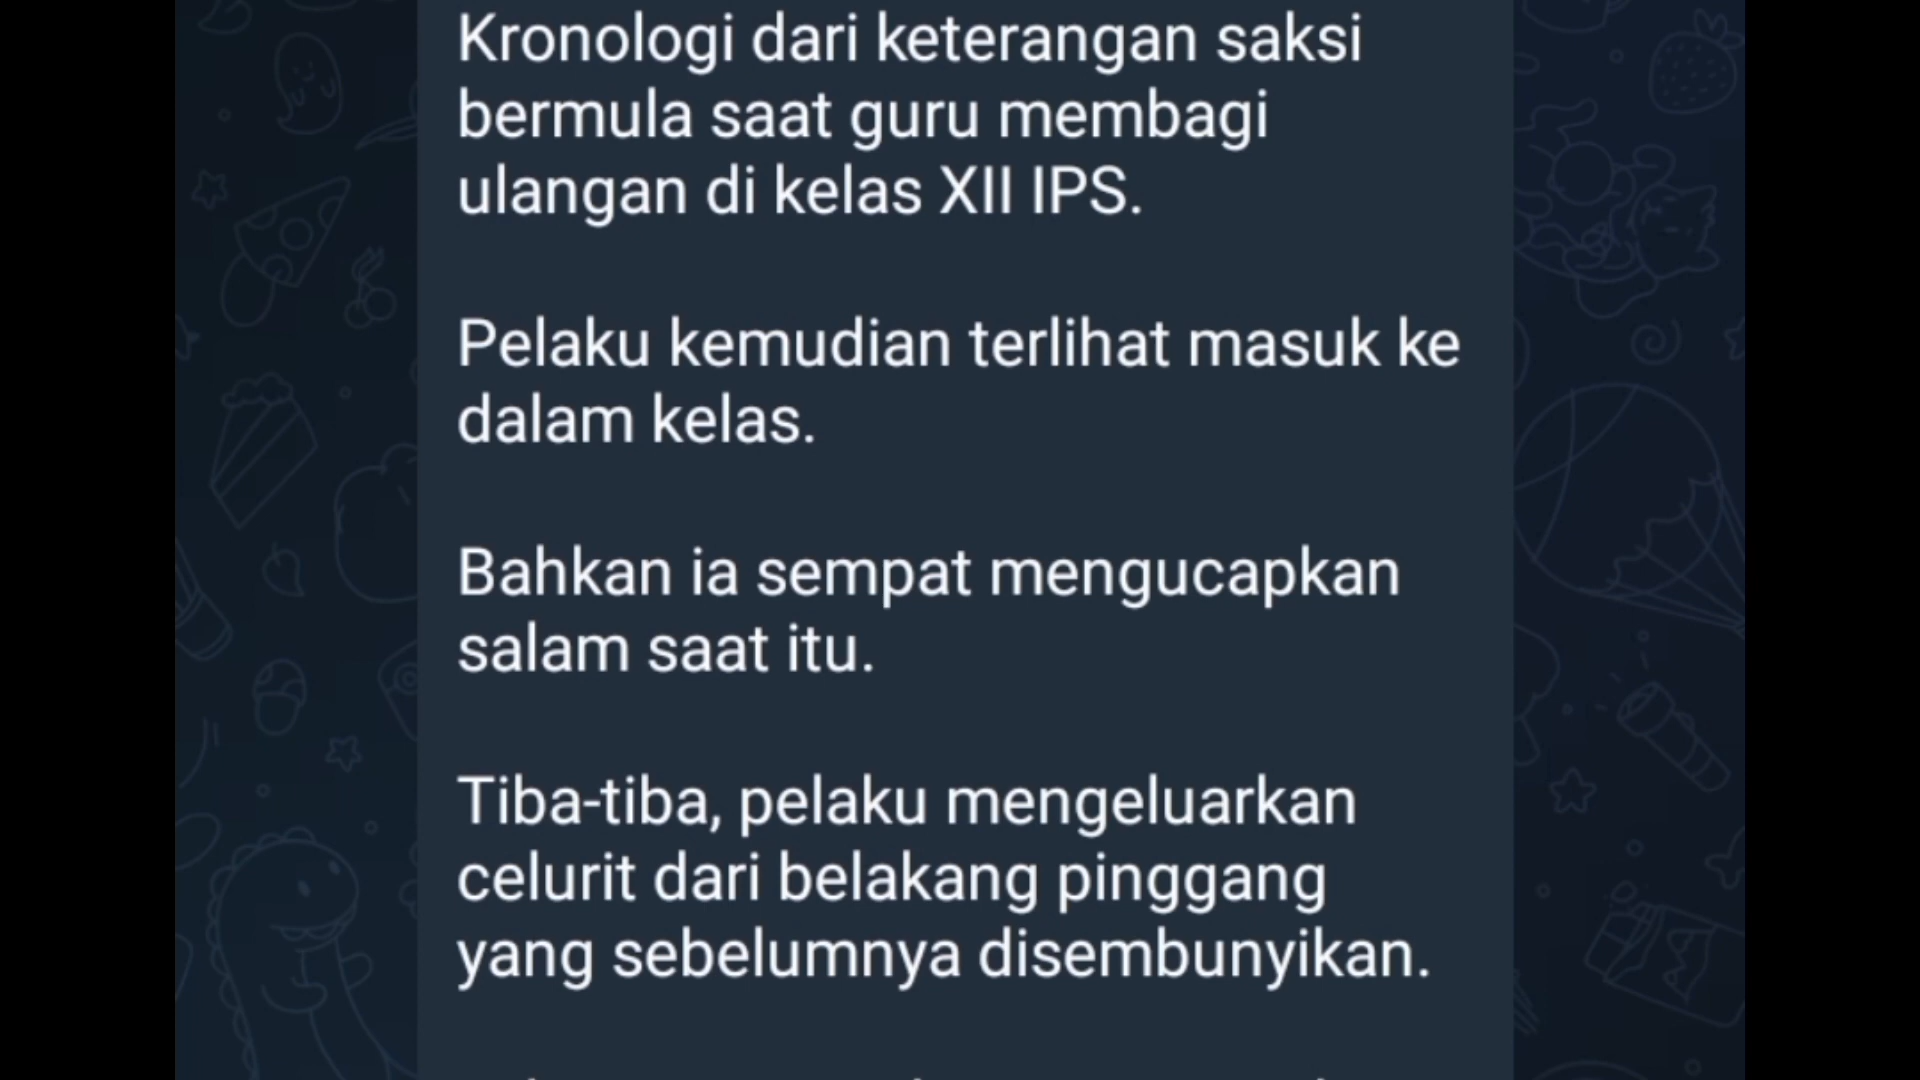 Kronologi dari keterangan saksi
bermula saat guru membagi
ulangan di kelas XII IPS.
Pelaku kemudian terlihat masuk ke
dalam kelas.
Bahkan ia sempat mengucapkan
salam saat itu.
Tiba-tiba, pelaku mengeluarkan
celurit dari belakang pinggang
yang sebelumnya disembunyikan.